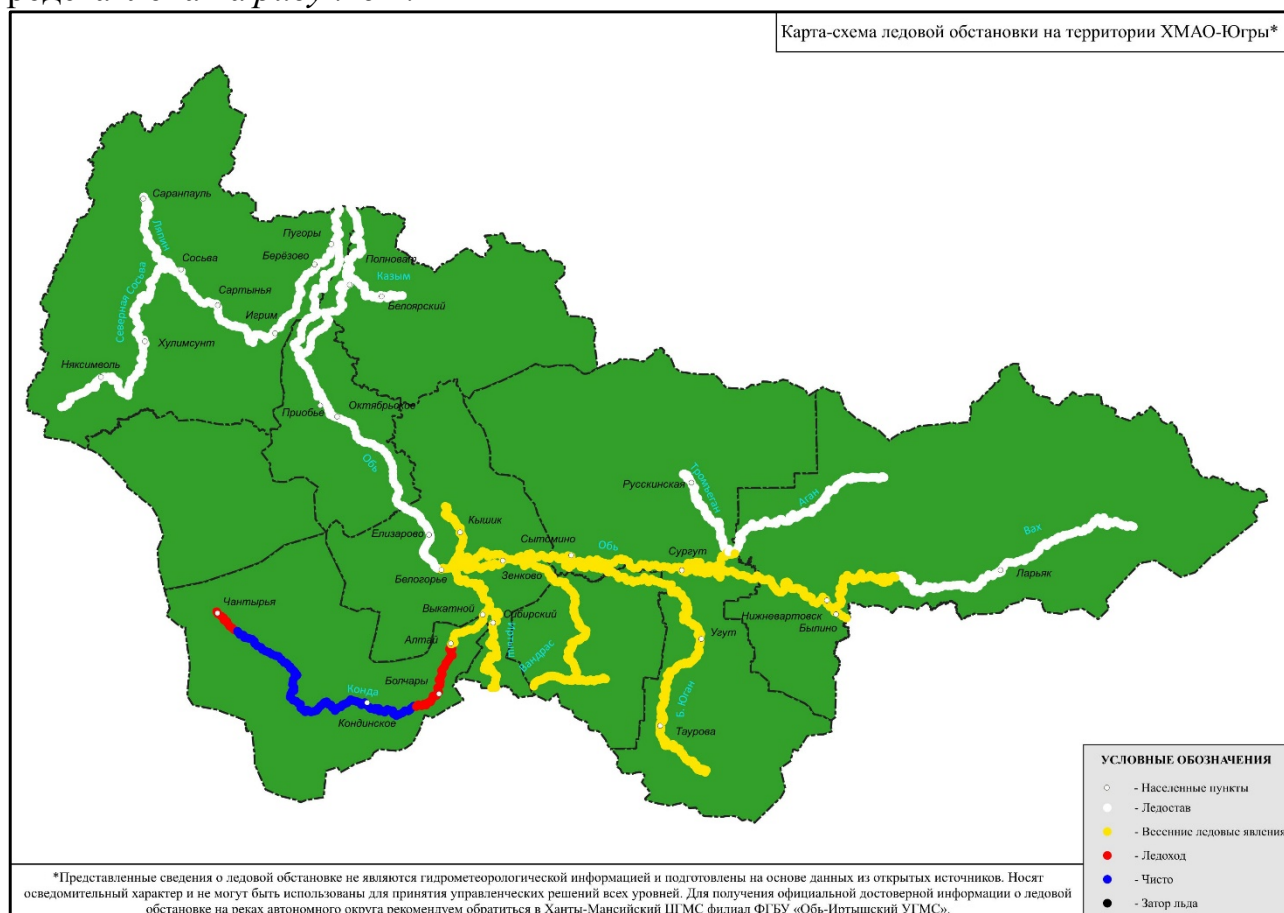 Карта-схема ледовой обстановки на территории ХМАО-Югры*
Саранпауль
Ляпин
Пугоры
Сосьва
Берёзово
Полноват
Казым
Северная Сосьва
Сартынья
Белоярский
Игрим
Хулимсунт
Няксимволь
Приобье
Октябрьское
Обь
Русскинская
Тромъеган
Аган
Вах
Кышик
Елизарово
Сытомино
Обь
Сургут
Белогорье
Зенково
Ларьяк
Чантырья
Выкатной
Сибирский
Нижневартовск
Былино
Алтай
Иртыш
Вандрас
Угут
Болчары
Конда
Б. Юган
Кондинское
Таурова
УСЛОВНЫЕ ОБОЗНАЧЕНИЯ
- Населенные пункты
- Ледостав
- Весенние ледовые явления
- Ледоход
- Чисто
- Затор льда
*Представленные сведения о ледовой обстановке не являются гидрометеорологической информацией и подготовлены на основе данных из открытых источников. Носят
осведомительный характер и не могут быть использованы для принятия управленческих решений всех уровней. Для получения официальной достоверной информации о ледовой
обстановке на реках автономного округа рекомендуем обратиться в Ханты-Мансийский ЦГМС филиал ФГБУ «Обь-Иртышский УГМС».